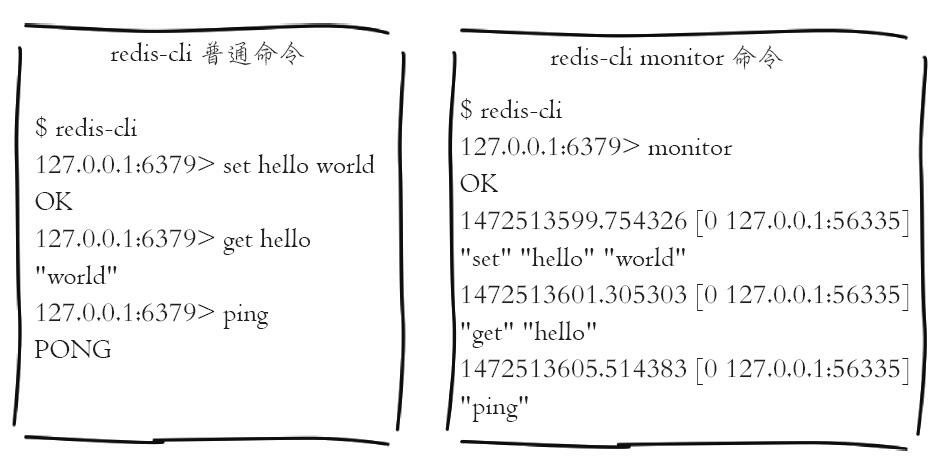 redis-cli 普通命令
$ redis-cli
127.0.0.1:6379> set hello world
OK
127.0.0.1:6379> get hello
"world"
127.0.0.1:6379> ping
PONG
redis-cli monitor 命令
$ redis-cli
127.0.0.1:6379> monitor
OK
1472513599.754326 [0 127.0.0.1:56335]
"set" "hello" "world"
1472513601.305303 [0 127.0.0.1:56335]
"get" "hello"
1472513605.514383 [0 127.0.0.1:56335]
"ping"